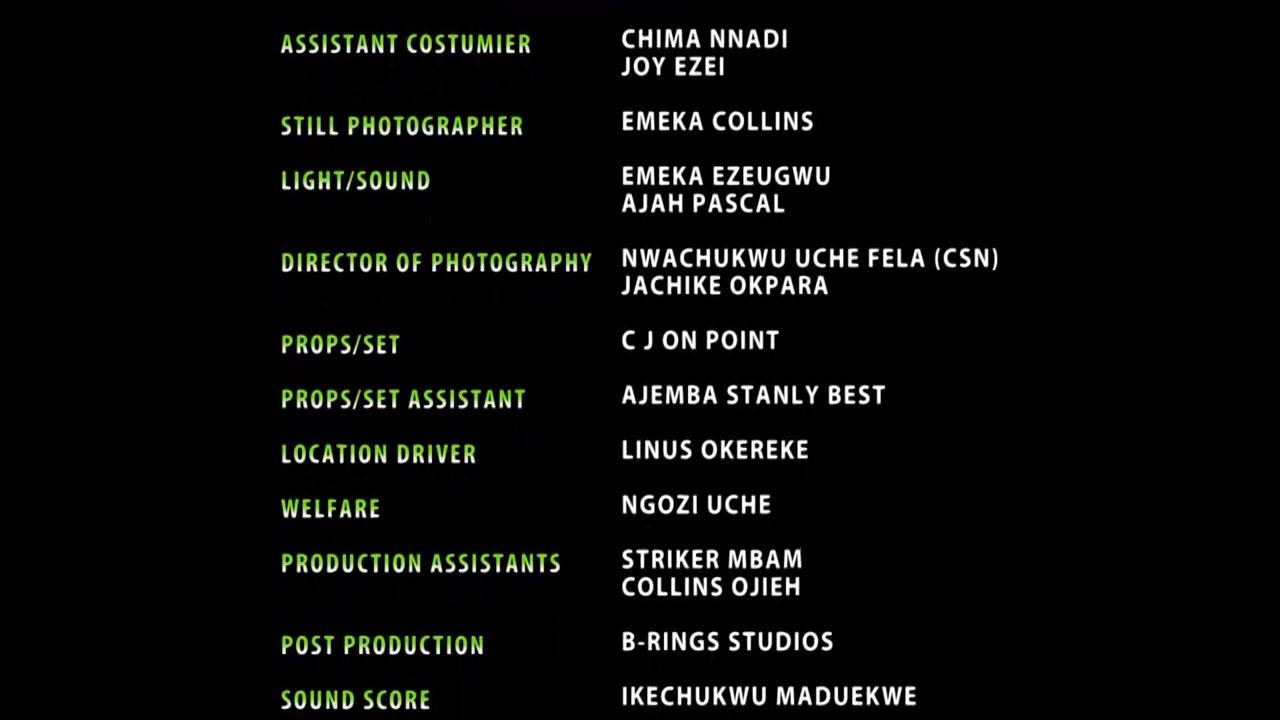 ASSISTANT COSTUMIER CHIMA NNADI
JOY EZEI
STILL PHOTOGRAPHER EMEKA COLLINS
LIGHT/SOUND EMEKA EZEUGWU
AJAH PASCAL
DIRECTOR OF PHOTOGRAPHY NWACHUKWU UCHE FELA (CSN)
JACHIKE OKPARA
PROPS/SET C J ON POINT
PROPS/SET ASSISTANT AJEMBA STANLY BEST
LOCATION DRIVER LINUS OKEREKE
WELFARE NGOZI UCHE
PRODUCTION ASSISTANTS STRIKER MBAM
COLLINS OJIEH
POST PRODUCTION B-RINGS STUDIOS
SOUND SCORE IKECHUKWU MADUEKWE